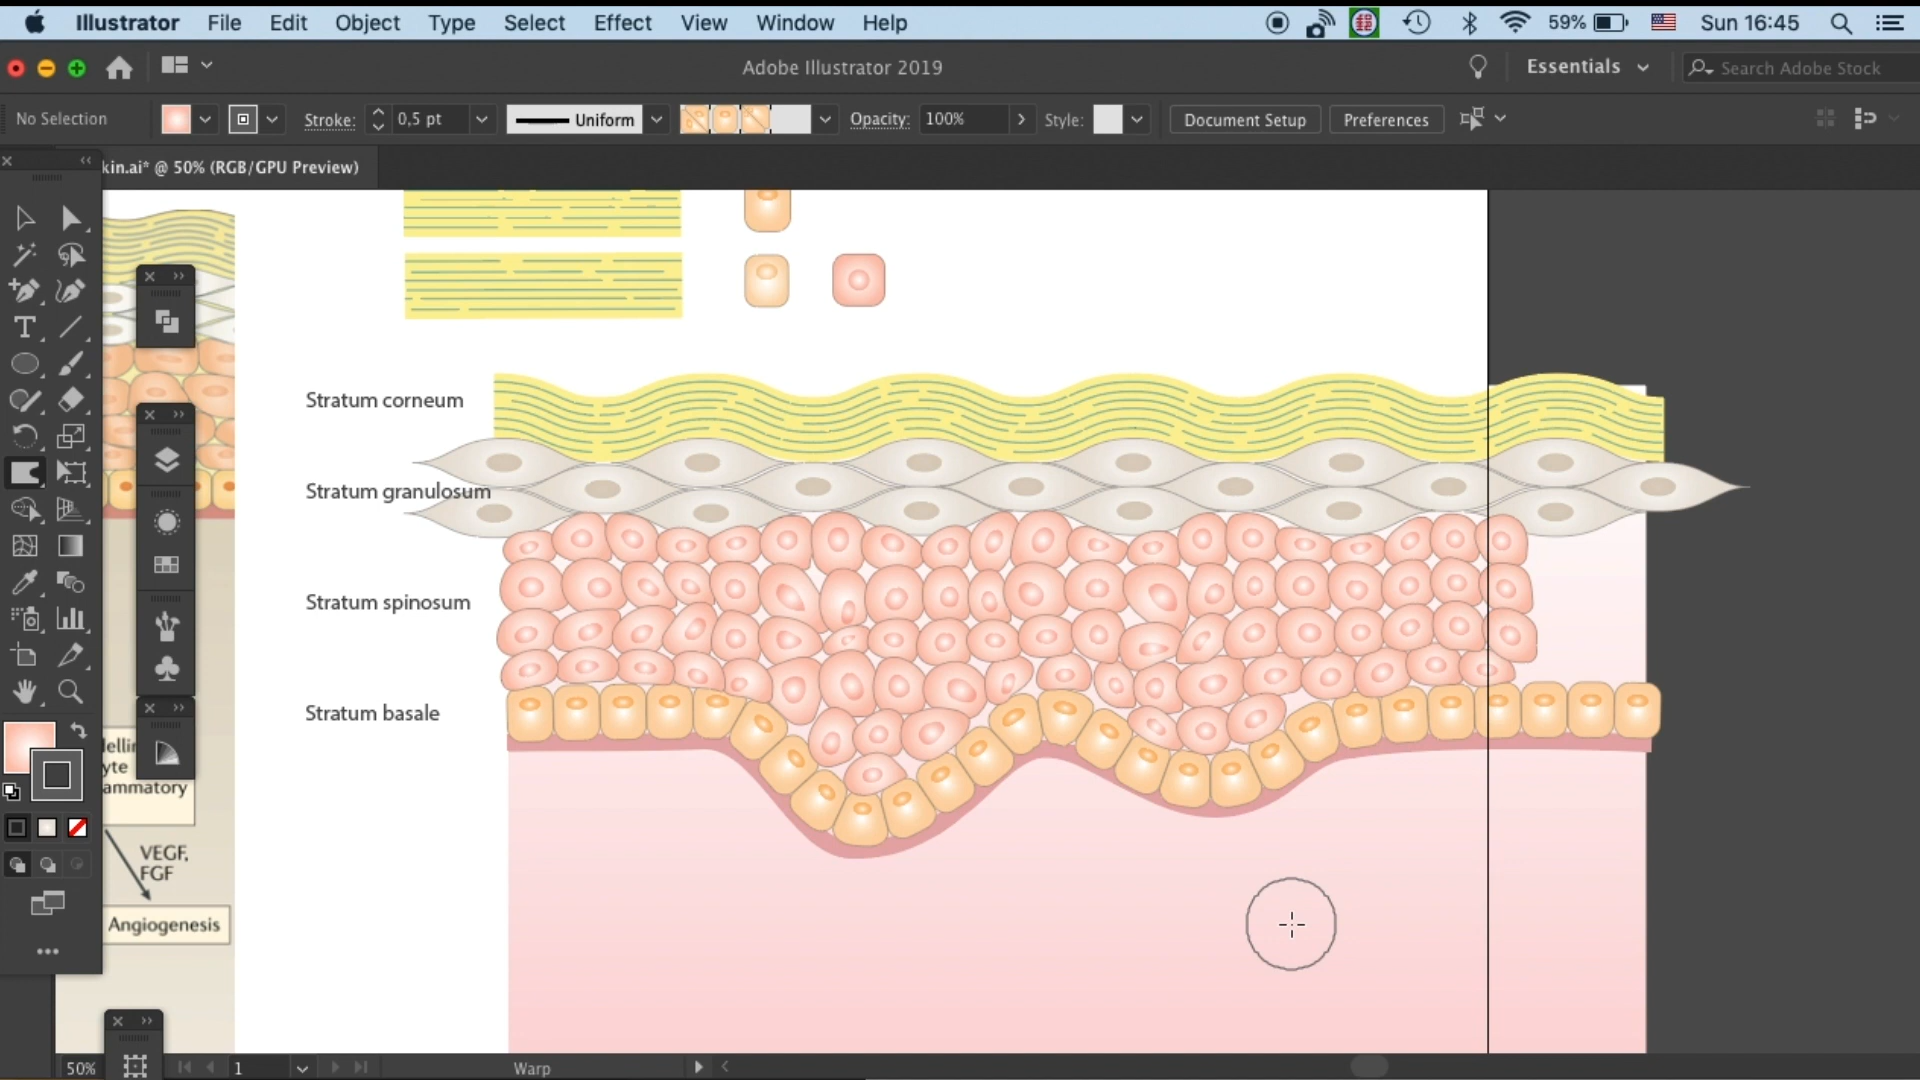 Illustrator File Edit Object Type Select Effect View Window Help 59% Sun 16:45
Adobe Illustrator 2019 Essentials Search Adobe Stock
No Selection Stroke: 0,5 pt Uniform Opacity: 100% Style: Document Setup Preferences
kin.ai* @ 50% (RGB/GPU Preview)
Stratum corneum
Stratum granulosum
Stratum spinosum
Stratum basale
ammatory
VEGF,
FGF
Angiogenesis
50% 1 Warp